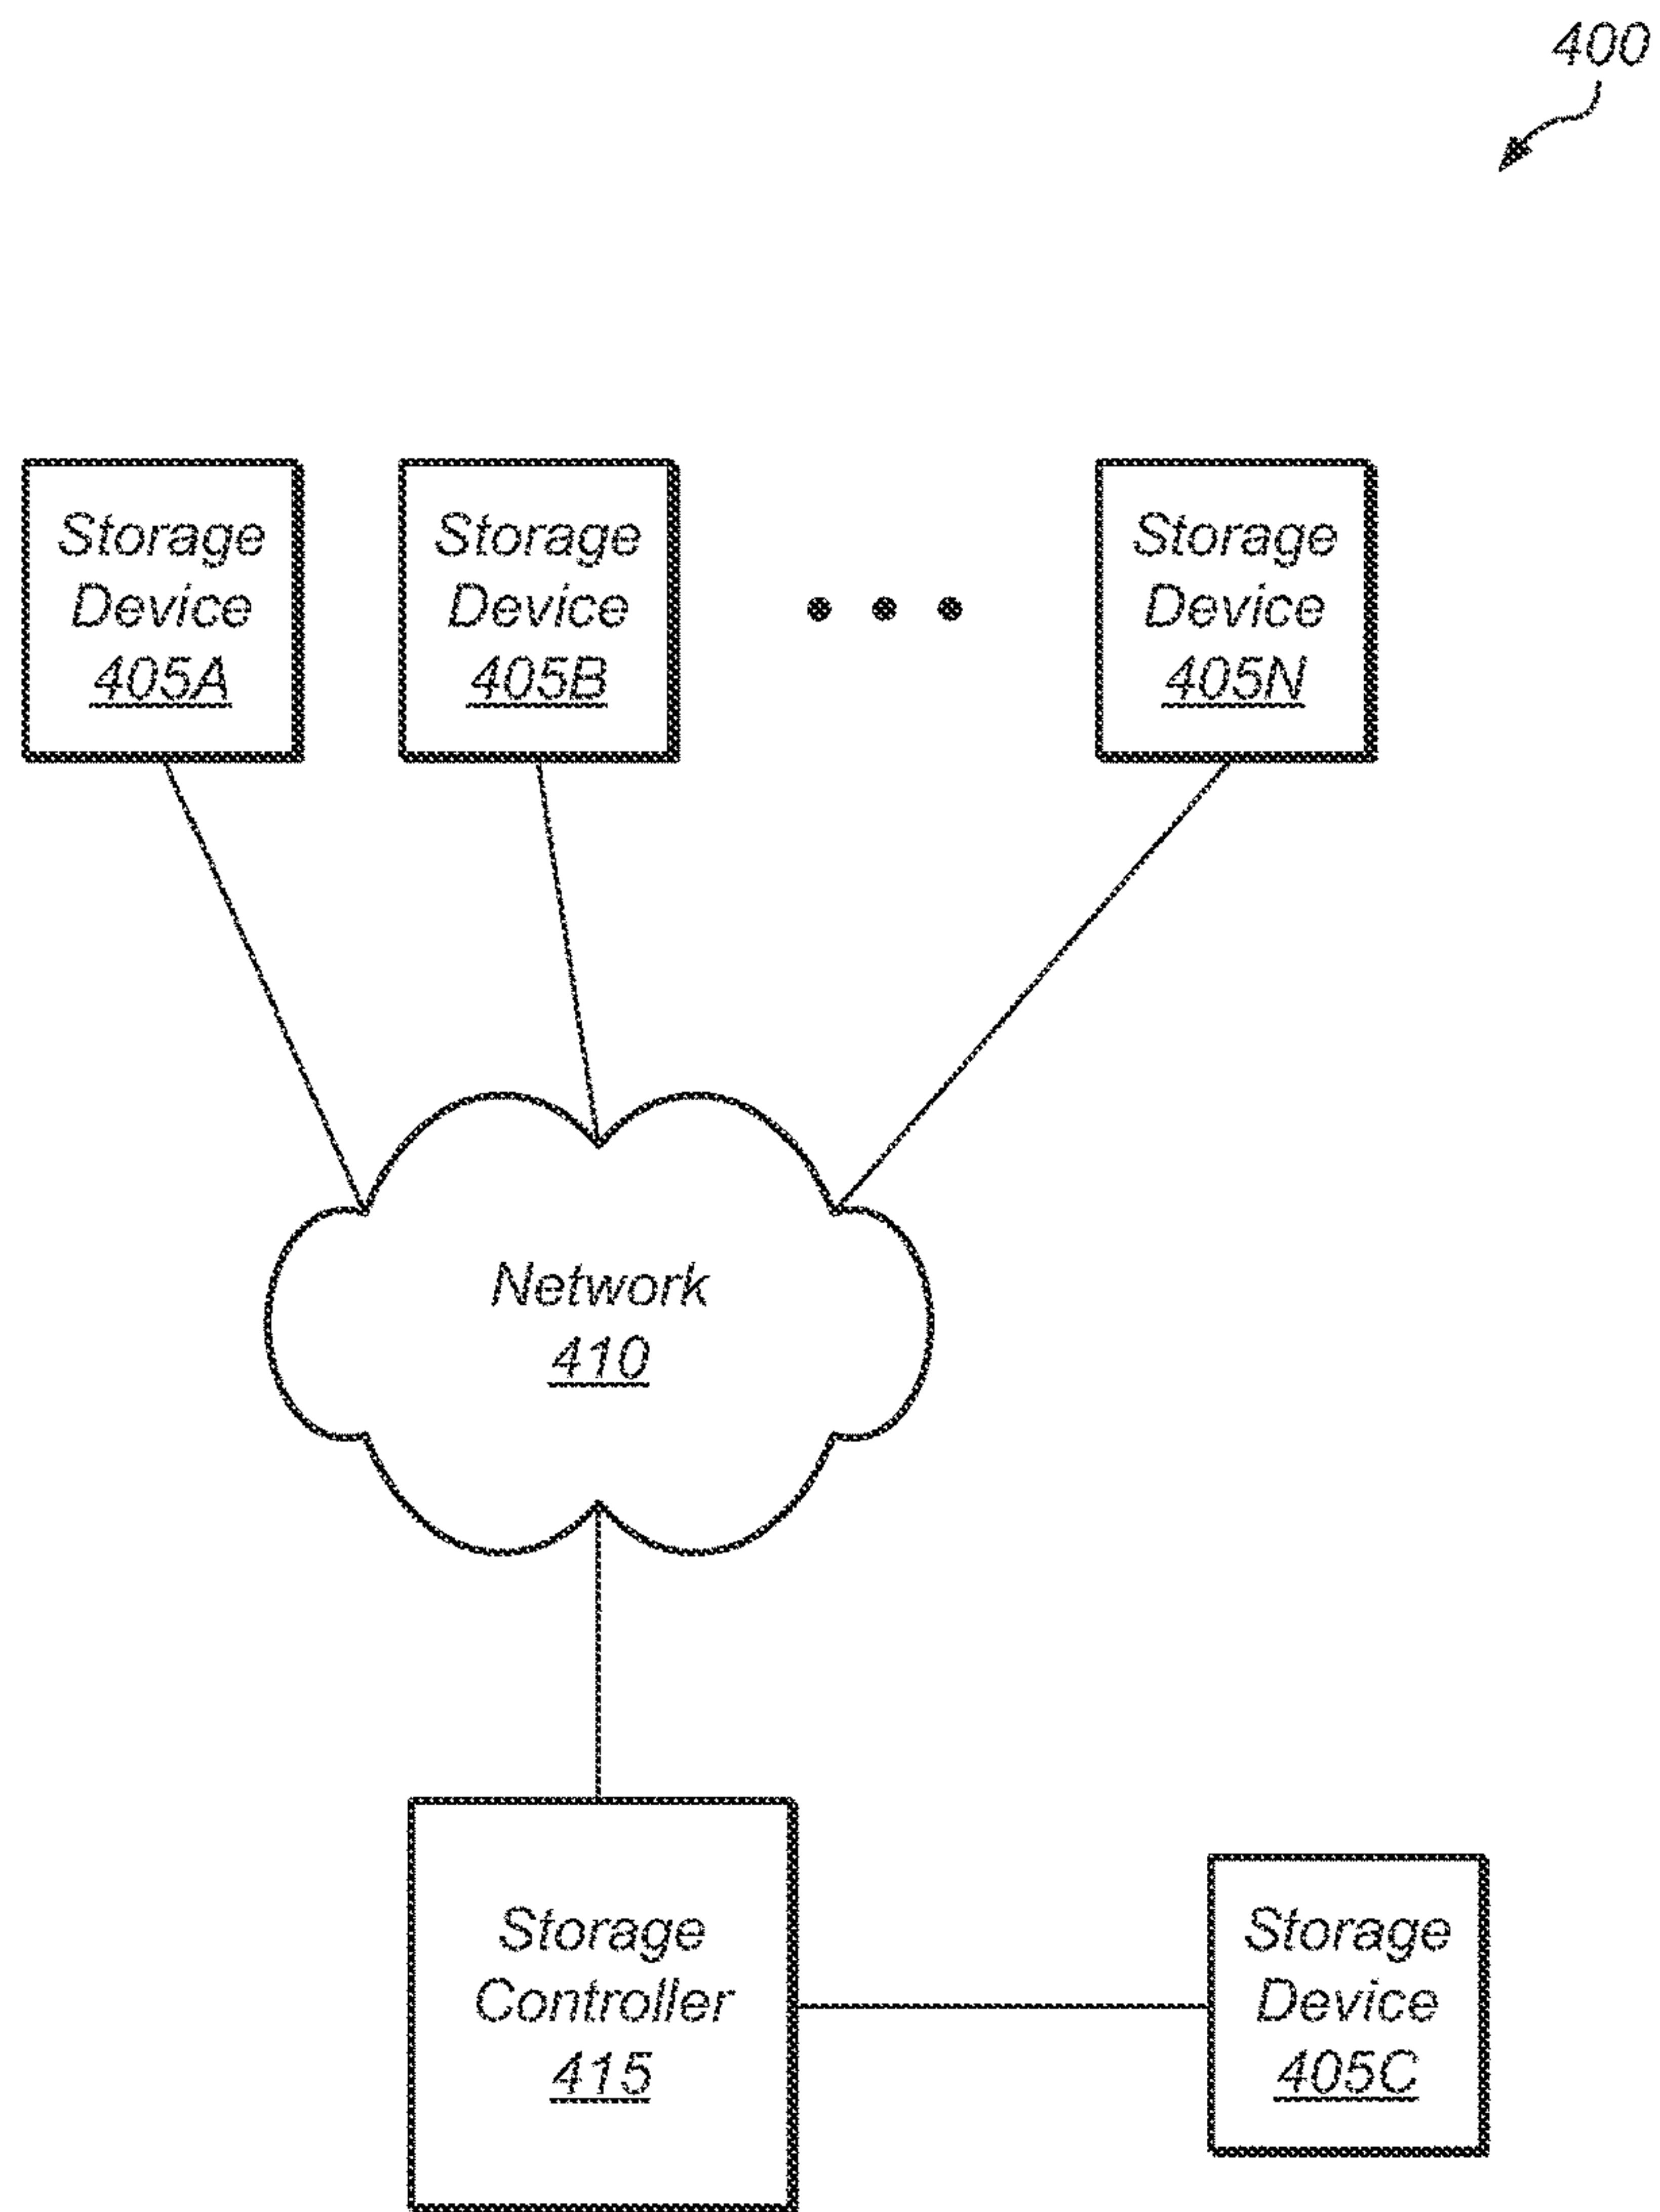 400
Storage
Device
405A
Storage
Device
405B
Storage
Device
405N
Network
410
Storage
Controller
415
Storage
Device
405C